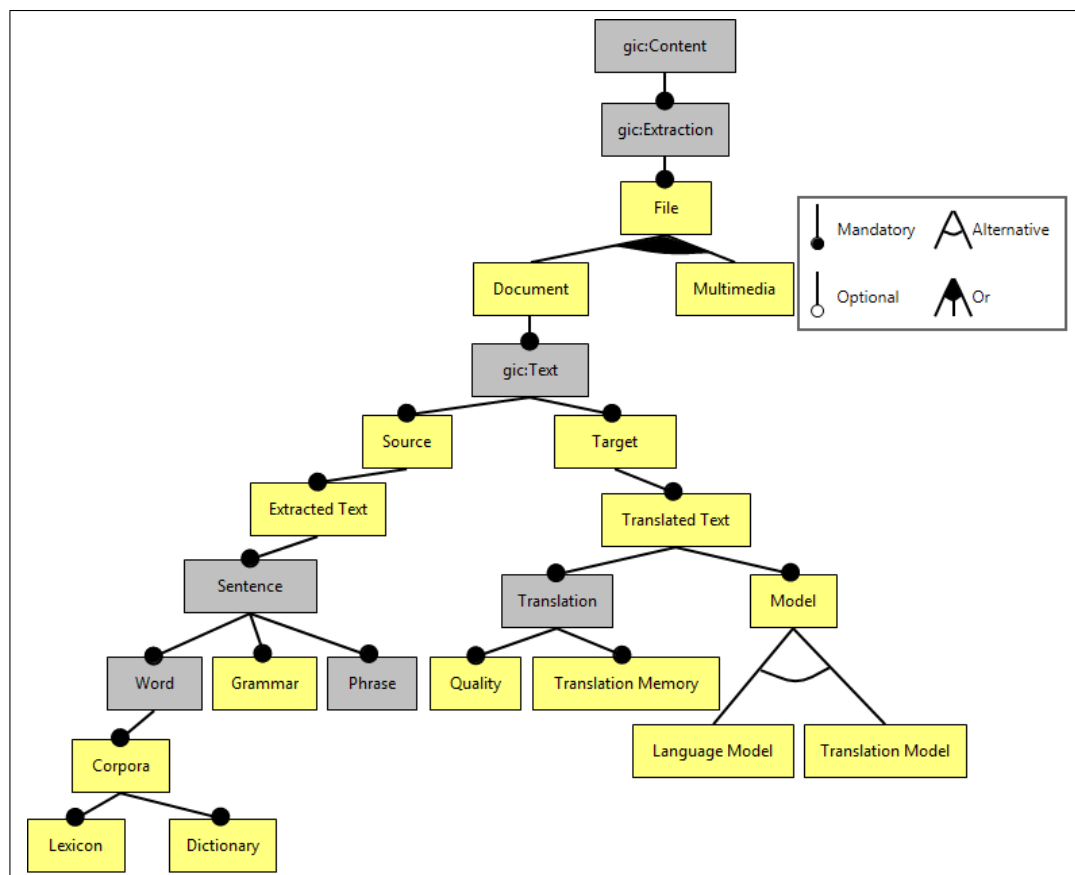 gic:Content
gic:Extraction
File
Mandatory
Alternative
Document
Multimedia
Optional
Or
gic:Text
Source
Target
Extracted Text
Translated Text
Sentence
Translation
Model
Word
Grammar
Phrase
Quality
Translation Memory
Corpora
Language Model
Translation Model
Lexicon
Dictionary